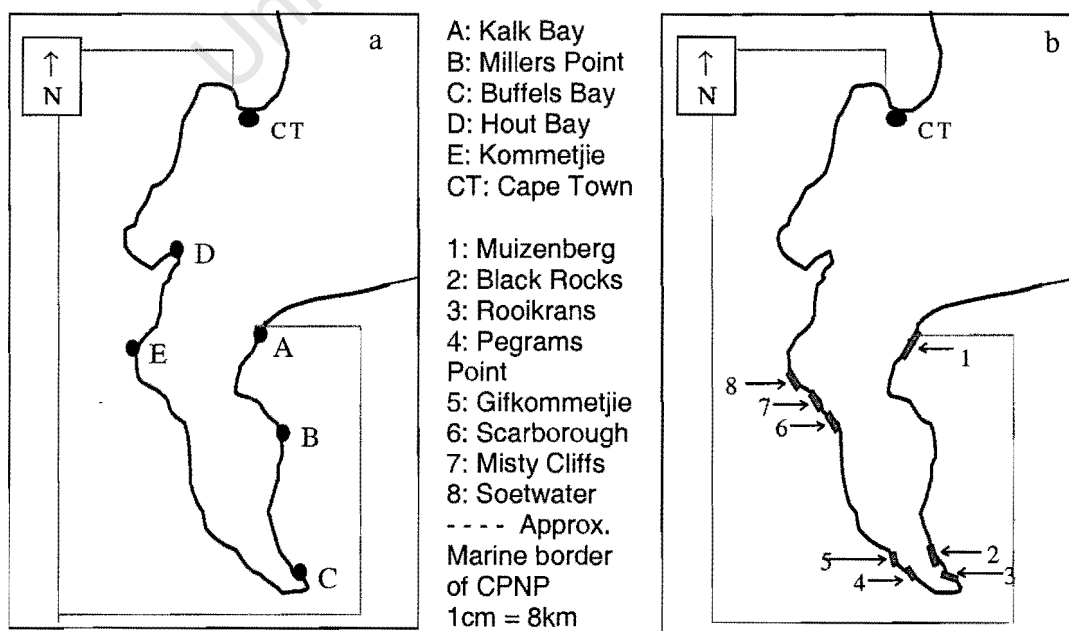 Uni
a
↑
N
CT
D
E
A
B
C
A: Kalk Bay
B: Millers Point
C: Buffels Bay
D: Hout Bay
E: Kommetjie
CT: Cape Town
1: Muizenberg
2: Black Rocks
3: Rooikrans
4: Pegrams
Point
5: Gifkommetjie
6: Scarborough
7: Misty Cliffs
8: Soetwater
---- Approx.
Marine border
of CPNP
1cm = 8km
b
↑
N
CT
1
8
7
6
5
4
2
3